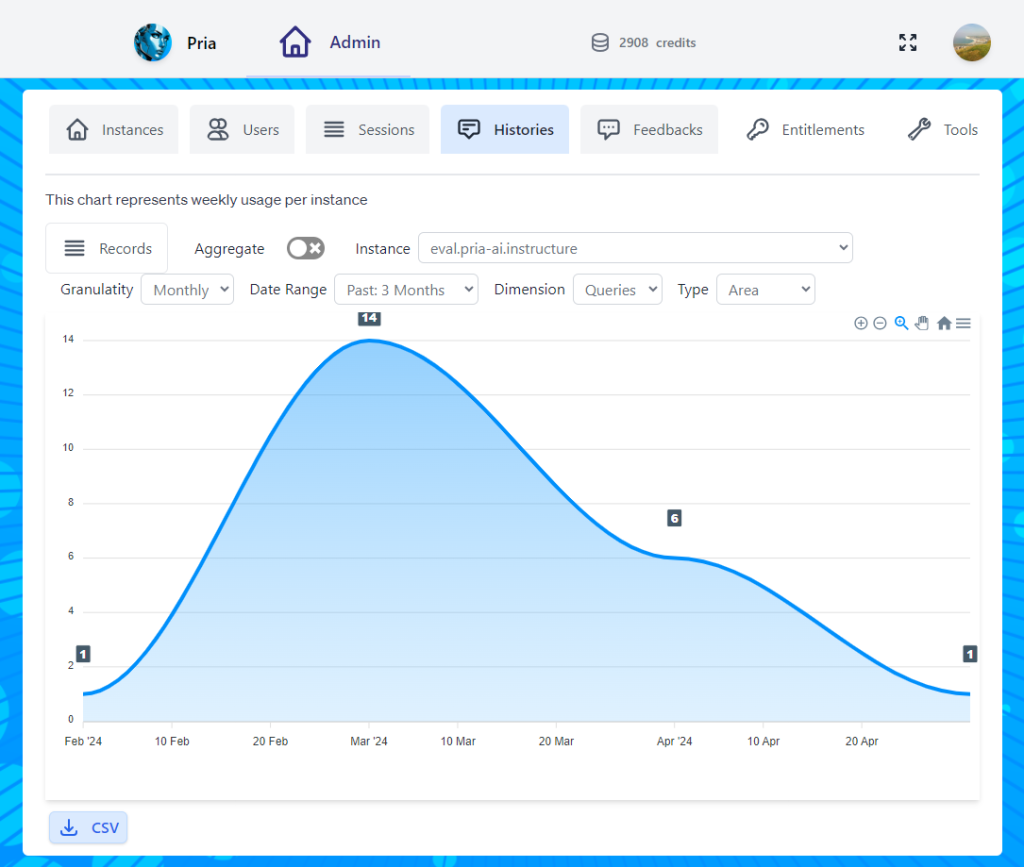 Pria
Admin
2908 credits
Instances
Users
Sessions
Histories
Feedbacks
Entitlements
Tools
This chart represents weekly usage per instance
Records
Aggregate
Instance
eval.pria-ai.instructure
Granulatity
Monthly
Date Range
Past: 3 Months
Dimension
Queries
Type
Area
14
14
12
10
8
6
6
4
1
1
2
0
Feb '24
10 Feb
20 Feb
Mar '24
10 Mar
20 Mar
Apr '24
10 Apr
20 Apr
CSV